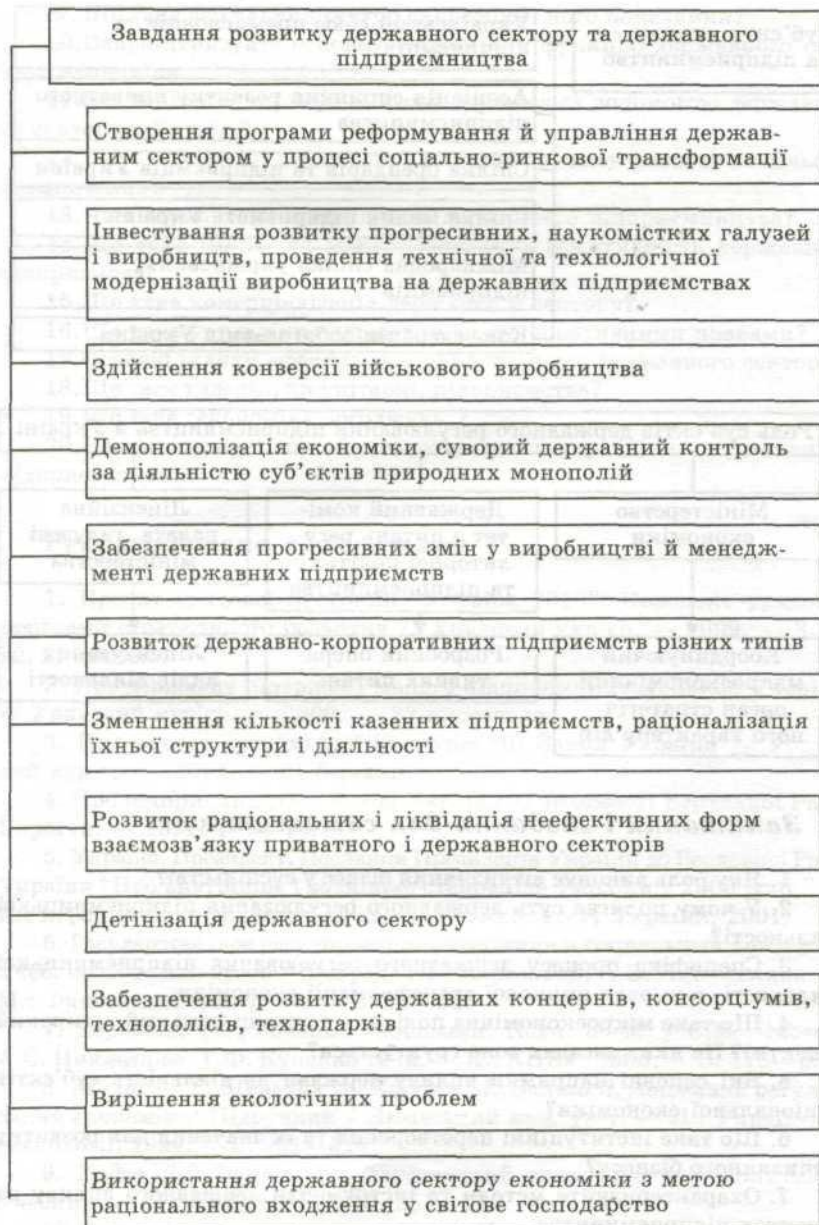 Завдання розвитку державного сектору та державного
підприємництва
Створення програми реформування й управління держав-
ним сектором у процесі соціально-ринкової трансформації
Інвестування розвитку прогресивних, наукомістких галузей
і виробництв, проведення технічної та технологічної
модернізації виробництва на державних підприємствах
Здійснення конверсії військового виробництва
Демонополізація економіки, суворий державний контроль
за діяльністю суб’єктів природних монополій
Забезпечення прогресивних змін у виробництві й менедж-
менті державних підприємств
Розвиток державно-корпоративних підприємств різних типів
Зменшення кількості казенних підприємств, раціоналізація
їхньої структури і діяльності
Розвиток раціональних і ліквідація неефективних форм
взаємозв’язку приватного і державного секторів
Детінізація державного сектору
Забезпечення розвитку державних концернів, консорціумів,
технополісів, технопарків
Вирішення екологічних проблем
Використання державного сектору економіки з метою
раціонального входження у світове господарство